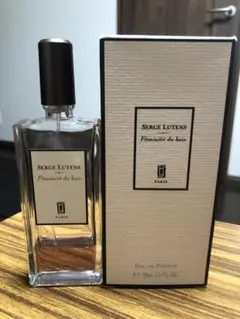 SERGE LUTENS
Féminité du bois
PARIS
SERGE LUTENS
Féminité du bois
PARIS
EAU DE PARFUM